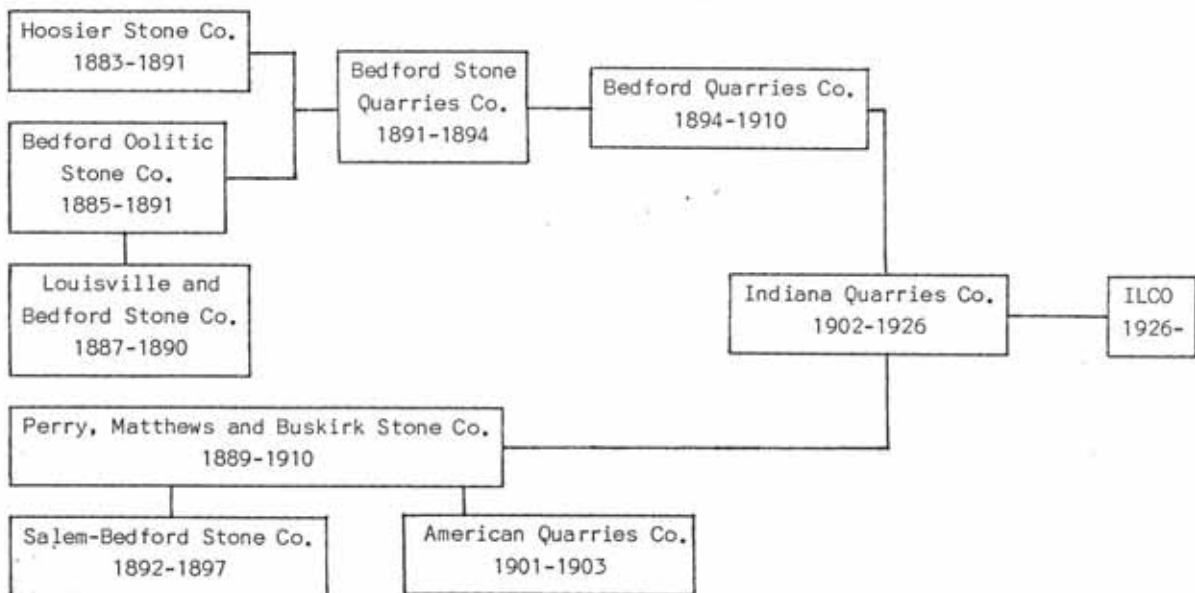 Hoosier Stone Co.
1883-1891
Bedford Stone
Quarries Co.
1891-1894
Bedford Quarries Co.
1894-1910
Bedford Oolitic
Stone Co.
1885-1891
Louisville and
Bedford Stone Co.
1887-1890
Indiana Quarries Co.
1902-1926
ILCO
1926-
Perry, Matthews and Buskirk Stone Co.
1889-1910
Salem-Bedford Stone Co.
1892-1897
American Quarries Co.
1901-1903